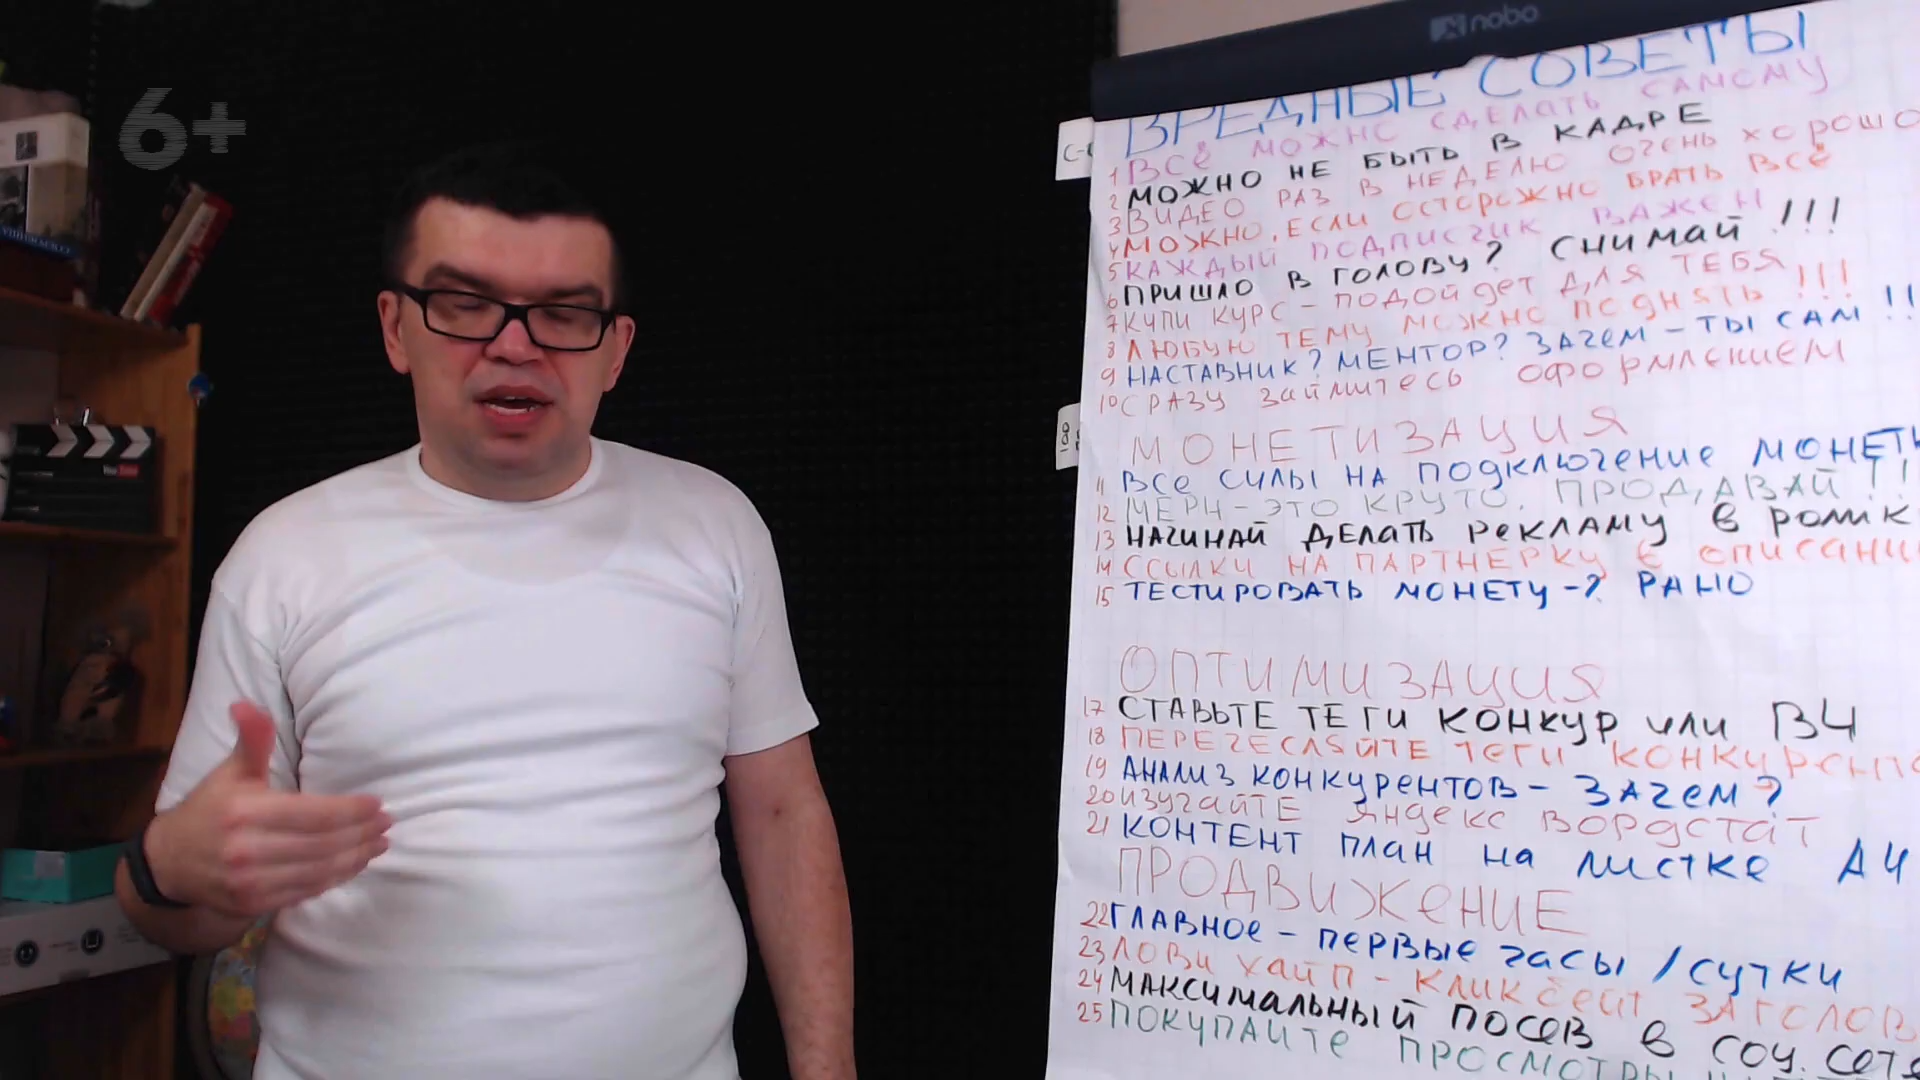 6+
nobo
ВРЕДНЫЕ СОВЕТЫ
1 ВСЁ МОЖНО СДЕЛАТЬ САМОМУ
2 МОЖНО НЕ БЫТЬ В КАДРЕ
3 ВИДЕО РАЗ В НЕДЕЛЮ ОЧЕНЬ ХОРОШО
4 МОЖНО, ЕСЛИ ОСТОРОЖНО БРАТЬ ВСЁ
5 КАЖДЫЙ ПОДПИСЧИК ВАЖЕН
6 ПРИШЛО В ГОЛОВУ? СНИМАЙ !!!
7 КУПИ КУРС - ПОДОЙДЕТ ДЛЯ ТЕБЯ
8 ЛЮБУЮ ТЕМУ МОЖНО ПОДНЯТЬ !!!
9 НАСТАВНИК? МЕНТОР? ЗАЧЕМ - ТЫ САМ !!
10 СРАЗУ ЗАЙМИТЕСЬ ОФОРМЛЕНИЕМ
МОНЕТИЗАЦИЯ
11 ВСЕ СИЛЫ НА ПОДКЛЮЧЕНИЕ МОНЕТИ
12 МЕРЧ - ЭТО КРУТО. ПРОДАВАЙ !!
13 НАЧИНАЙ ДЕЛАТЬ РЕКЛАМУ В РОЛИК
14 ССЫЛКИ НА ПАРТНЕРКУ В ОПИСАНИИ
15 ТЕСТИРОВАТЬ МОНЕТУ -? РАНО
ОПТИМИЗАЦИЯ
17 СТАВЬТЕ ТЕГИ КОНКУР ИЛИ ВЧ
18 ПЕРЕЧЕСЛЯЙТЕ ТЕГИ КОНКУРЕНТО
19 АНАЛИЗ КОНКУРЕНТОВ - ЗАЧЕМ?
20 ИЗУЧАЙТЕ ЯНДЕКС ВОРДСТАТ
21 КОНТЕНТ ПЛАН НА ЛИСТКЕ А4
ПРОДВИЖЕНИЕ
22 ГЛАВНОЕ - ПЕРВЫЕ ЧАСЫ / СУТКИ
23 ЛОВИ ХАЙП - КЛИКБЕЙТ ЗАГОЛОВ
24 МАКСИМАЛЬНЫЙ ПОСЕВ В СОЦ. СЕТЯ
25 ПОКУПАЙТЕ ПРОСМОТРЫ